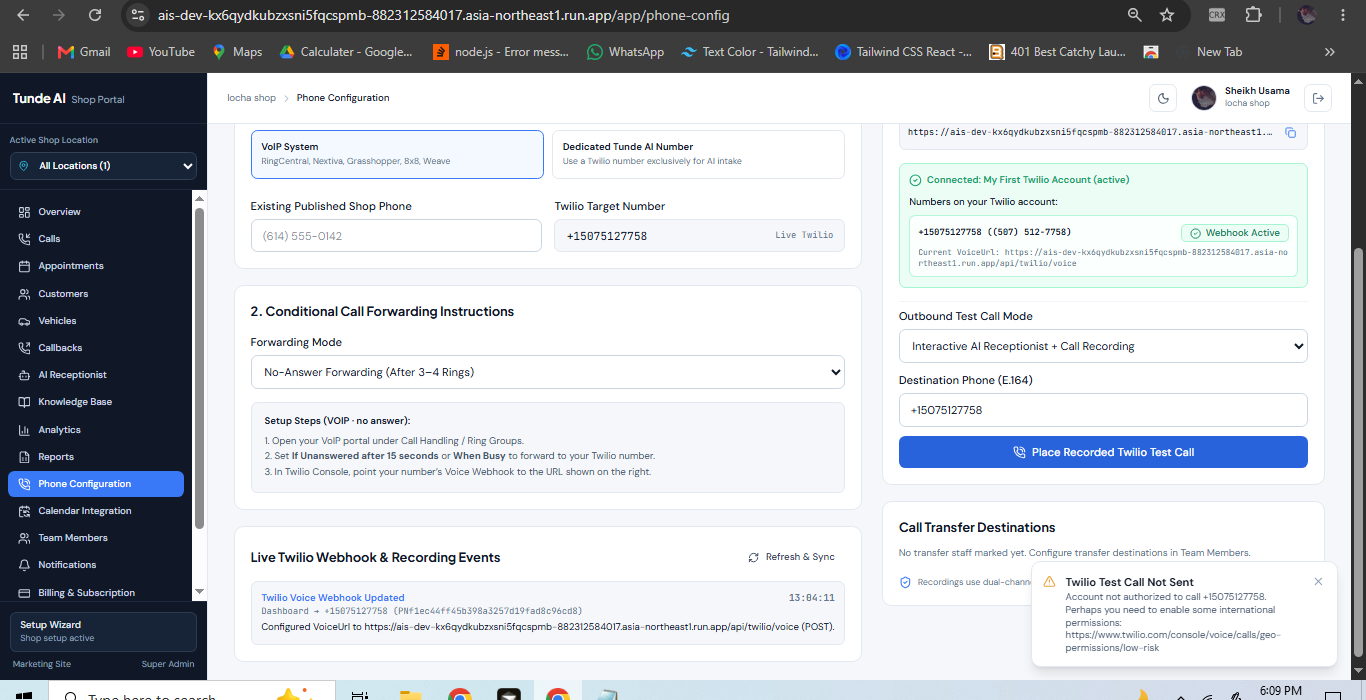 ais-dev-kx6qydkubzxsni5fqcspmb-882312584017.asia-northeast1.run.app/app/phone-config
CRX
Gmail
YouTube
Maps
Calculater - Google...
node.js - Error mess...
WhatsApp
Text Color - Tailwind...
Tailwind CSS React -...
401 Best Catchy Lau...
New Tab
Tunde AI Shop Portal
Active Shop Location
All Locations (1)
Overview
Calls
Appointments
Customers
Vehicles
Callbacks
AI Receptionist
Knowledge Base
Analytics
Reports
Phone Configuration
Calendar Integration
Team Members
Notifications
Billing & Subscription
Setup Wizard
Shop setup active
Marketing Site
Super Admin
locha shop > Phone Configuration
Sheikh Usama
locha shop
VoIP System
RingCentral, Nextiva, Grasshopper, 8x8, Weave
Dedicated Tunde AI Number
Use a Twilio number exclusively for AI intake
Existing Published Shop Phone
(614) 555-0142
Twilio Target Number
+15075127758
Live Twilio
2. Conditional Call Forwarding Instructions
Forwarding Mode
No-Answer Forwarding (After 3–4 Rings)
Setup Steps (VOIP · no answer):
1. Open your VoIP portal under Call Handling / Ring Groups.
2. Set If Unanswered after 15 seconds or When Busy to forward to your Twilio number.
3. In Twilio Console, point your number's Voice Webhook to the URL shown on the right.
Live Twilio Webhook & Recording Events
Refresh & Sync
Twilio Voice Webhook Updated
13:04:11
Dashboard → +15075127758 (PNf1ec44ff45b398a3257d19fad8c96cd8)
Configured VoiceUrl to https://ais-dev-kx6qydkubzxsni5fqcspmb-882312584017.asia-northeast1.run.app/api/twilio/voice (POST).
https://ais-dev-kx6qydkubzxsni5fqcspmb-882312584017.asia-northeast1.…
Connected: My First Twilio Account (active)
Numbers on your Twilio account:
+15075127758 ((507) 512-7758)
Webhook Active
Current VoiceUrl: https://ais-dev-kx6qydkubzxsni5fqcspmb-882312584017.asia-no
rtheast1.run.app/api/twilio/voice
Outbound Test Call Mode
Interactive AI Receptionist + Call Recording
Destination Phone (E.164)
+15075127758
Place Recorded Twilio Test Call
Call Transfer Destinations
No transfer staff marked yet. Configure transfer destinations in Team Members.
Recordings use dual-chann
Twilio Test Call Not Sent
Account not authorized to call +15075127758.
Perhaps you need to enable some international
permissions:
https://www.twilio.com/console/voice/calls/geo-
permissions/low-risk
Type here to search
6:09 PM